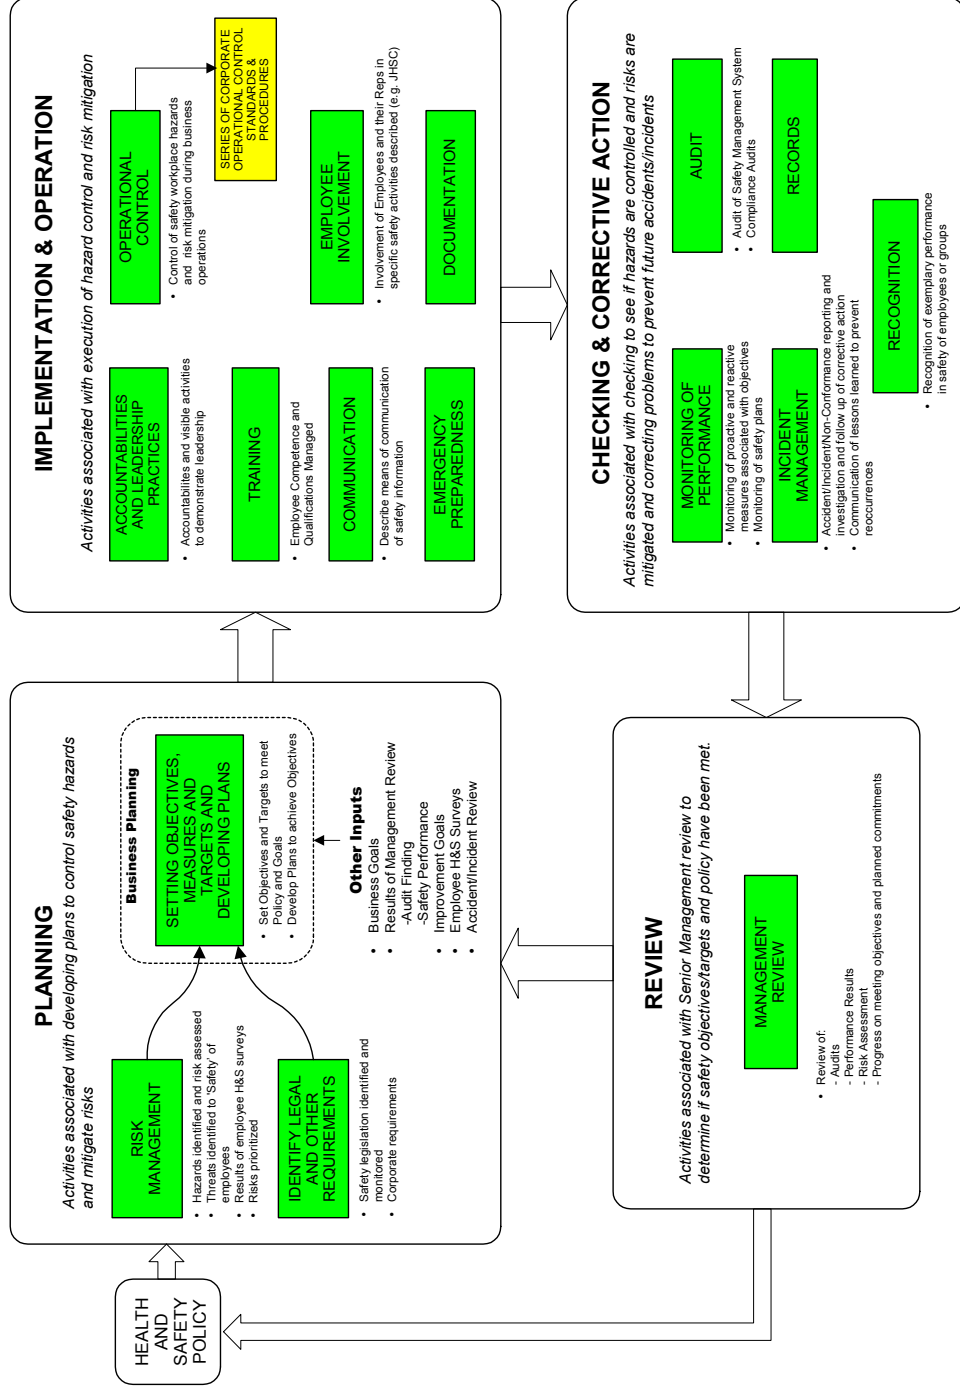 HEALTH
AND
SAFETY
POLICY
PLANNING
Activities associated with developing plans to control safety hazards
and mitigate risks
RISK
MANAGEMENT
• Hazards identified and risk assessed
• Threats identified to 'Safety' of
employees
• Results of employee H&S surveys
• Risks prioritized
IDENTIFY LEGAL
AND OTHER
REQUIREMENTS
• Safety legislation identified and
monitored
• Corporate requirements
Business Planning
SETTING OBJECTIVES,
MEASURES AND
TARGETS AND
DEVELOPING PLANS
• Set Objectives and Targets to meet
Policy and Goals
• Develop Plans to achieve Objectives
Other Inputs
• Business Goals
• Results of Management Review
-Audit Finding
-Safety Performance
• Improvement Goals
• Employee H&S Surveys
• Accident/Incident Review
IMPLEMENTATION & OPERATION
Activities associated with execution of hazard control and risk mitigation
ACCOUNTABILITIES
AND LEADERSHIP
PRACTICES
• Accountabilites and visible activities
to demonstrate leadership
TRAINING
• Employee Competence and
Qualifications Managed
COMMUNICATION
• Describe means of communication
of safety information
EMERGENCY
PREPAREDNESS
OPERATIONAL
CONTROL
• Control of safety workplace hazards
and risk mitigation during business
operations
SERIES OF CORPORATE
OPERATIONAL CONTROL
STANDARDS &
PROCEDURES
EMPLOYEE
INVOLVEMENT
• Involvement of Employees and their Reps in
specific safety activities described (e.g. JHSC)
DOCUMENTATION
REVIEW
Activities associated with Senior Management review to
determine if safety objectives/targets and policy have been met.
MANAGEMENT
REVIEW
• Review of:
- Audits
- Performance Results
- Risk Assessment
- Progress on meeting objectives and planned commitments
CHECKING & CORRECTIVE ACTION
Activities associated with checking to see if hazards are controlled and risks are
mitigated and correcting problems to prevent future accidents/incidents
MONITORING OF
PERFORMANCE
• Monitoring of proactive and reactive
measures associated with objectives
• Monitoring of safety plans
INCIDENT
MANAGEMENT
• Accident/Incident/Non-Conformance reporting and
investigation and follow up of corrective action
• Communication of lessons learned to prevent
reoccurrences
AUDIT
• Audit of Safety Management System
• Compliance Audits
RECORDS
RECOGNITION
• Recognition of exemplary performance
in safety of employees or groups